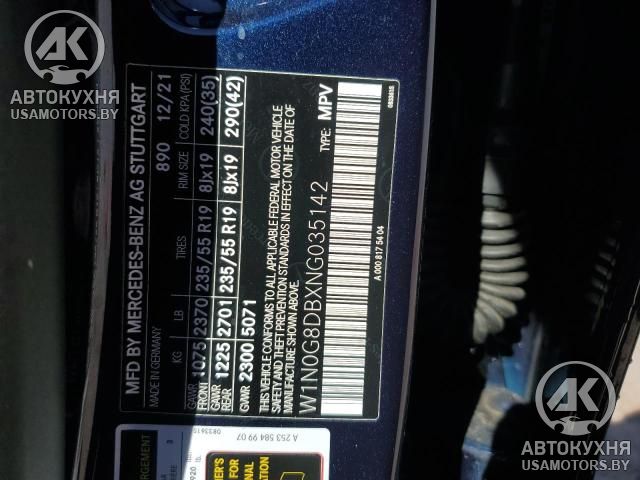 MFD BY MERCEDES-BENZ AG STUTTGART
MADE IN GERMANY 890 12/21
KG LB TIRES RIM SIZE COLD KPA (PSI)
GAWR FRONT 1075 2370 235/55 R19 8Jx19 240(35)
GAWR REAR 1225 2701 235/55 R19 8Jx19 290(42)
GVWR 2300 5071
THIS VEHICLE CONFORMS TO ALL APPLICABLE FEDERAL MOTOR VEHICLE
SAFETY AND THEFT PREVENTION STANDARDS IN EFFECT ON THE DATE OF
MANUFACTURE SHOWN ABOVE.
W1N0G8DBXNG035142 TYPE: MPV
A 000 817 54 04
083361S
A 253 584 99 07
083361S
АВТОКУХНЯ
USAMOTORS.BY
АВТОКУХНЯ
USAMOTORS.BY